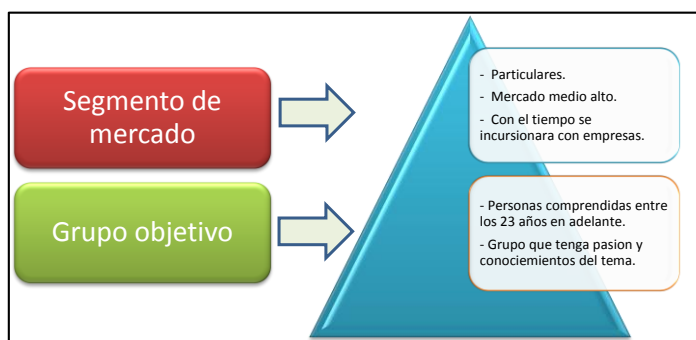 Segmento de
mercado
- Particulares.
- Mercado medio alto.
- Con el tiempo se
incursionara con empresas.
Grupo objetivo
- Personas comprendidas entre
los 23 años en adelante.
- Grupo que tenga pasion y
conociemientos del tema.